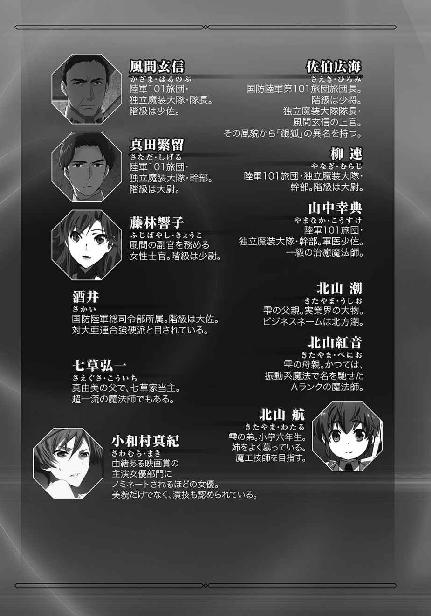 風間玄信
かざま・はるのぶ
陸軍101旅団・
独立魔装大隊・隊長。
階級は少佐。
真田繁留
さなだ・しげる
陸軍101旅団・
独立魔装大隊・幹部。
階級は大尉。
藤林響子
ふじばやし・きょうこ
風間の副官を務める
女性士官。階級は少尉。
酒井
さかい
国防陸軍総司令部所属。階級は大佐。
対大亜連合強硬派と目されている。
七草弘一
さえぐさ・こういち
真由美の父で、七草家当主。
超一流の魔法師でもある。
小和村真紀
さわむら・まき
由緒ある映画賞の
主演女優部門に
ノミネートされるほどの女優。
美貌だけでなく、演技も認められている。
佐伯広海
さえき・ひろみ
国防陸軍第101旅団旅団長。
階級は少将。
独立魔装大隊隊長・
風間玄信の上官。
その風貌から「銀狐」の異名を持つ。
柳 連
やなぎ・むらじ
陸軍101旅団・独立魔装大隊・
幹部。階級は大尉。
山中幸典
やまなか・こうすけ
陸軍101旅団・
独立魔装大隊・幹部。軍医少佐。
一級の治癒魔法師。
北山 潮
きたやま・うしお
雫の父親。実業界の大物。
ビジネスネームは北方潮。
北山紅音
きたやま・べにお
雫の母親。かつては、
振動系魔法で名を馳せた
Aランクの魔法師。
北山 航
きたやま・わたる
雫の弟。小学六年生。
姉をよく慕っている。
魔工技師を目指す。